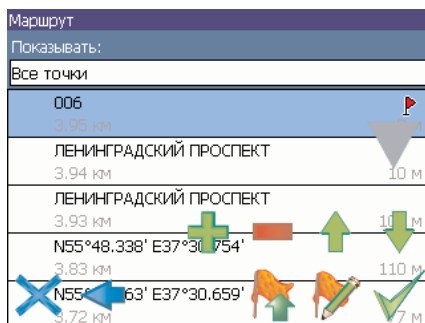 Маршрут
Показывать:
Все точки
006
3.95 км м
ЛЕНИНГРАДСКИЙ ПРОСПЕКТ
3.94 км 10 м
ЛЕНИНГРАДСКИЙ ПРОСПЕКТ
3.93 км м
N55°48.338' E37°30.754'
3.83 км 110 м
E37°30.659'
3.72 км м